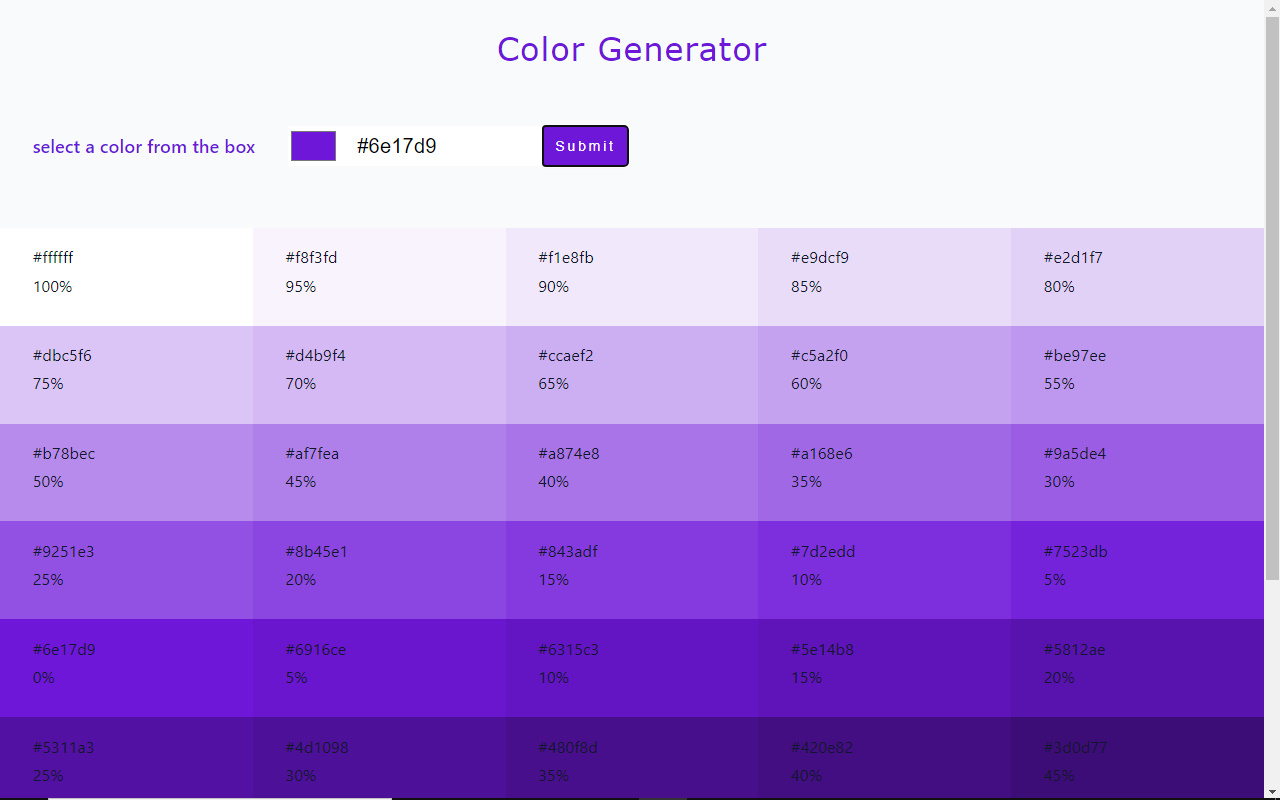 Color Generator
select a color from the box #6e17d9 Submit
#ffffff #f8f3fd #f1e8fb #e9dcf9 #e2d1f7
100% 95% 90% 85% 80%
#dbc5f6 #d4b9f4 #ccaef2 #c5a2f0 #be97ee
75% 70% 65% 60% 55%
#b78bec #af7fea #a874e8 #a168e6 #9a5de4
50% 45% 40% 35% 30%
#9251e3 #8b45e1 #843adf #7d2edd #7523db
25% 20% 15% 10% 5%
#6e17d9 #6916ce #6315c3 #5e14b8 #5812ae
0% 5% 10% 15% 20%
#5311a3 #4d1098 #480f8d #420e82 #3d0d77
25% 30% 35% 40% 45%